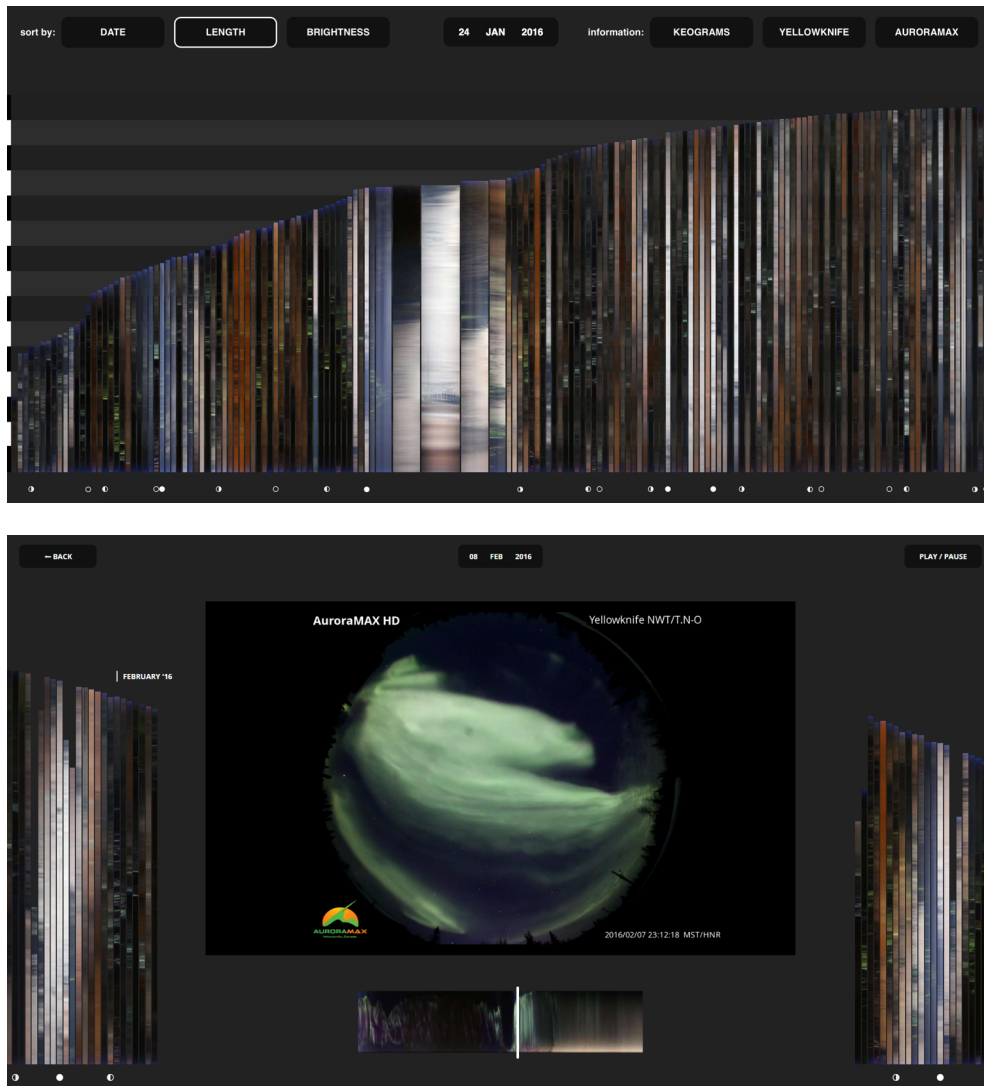 sort by: DATE LENGTH BRIGHTNESS 24 JAN 2016 information: KEOGRAMS YELLOWKNIFE AURORAMAX
← BACK 08 FEB 2016 PLAY / PAUSE
AuroraMAX HD Yellowknife NWT/T.N-O
FEBRUARY '16
AURORAMAX
2016/02/07 23:12:18 MST/HNR